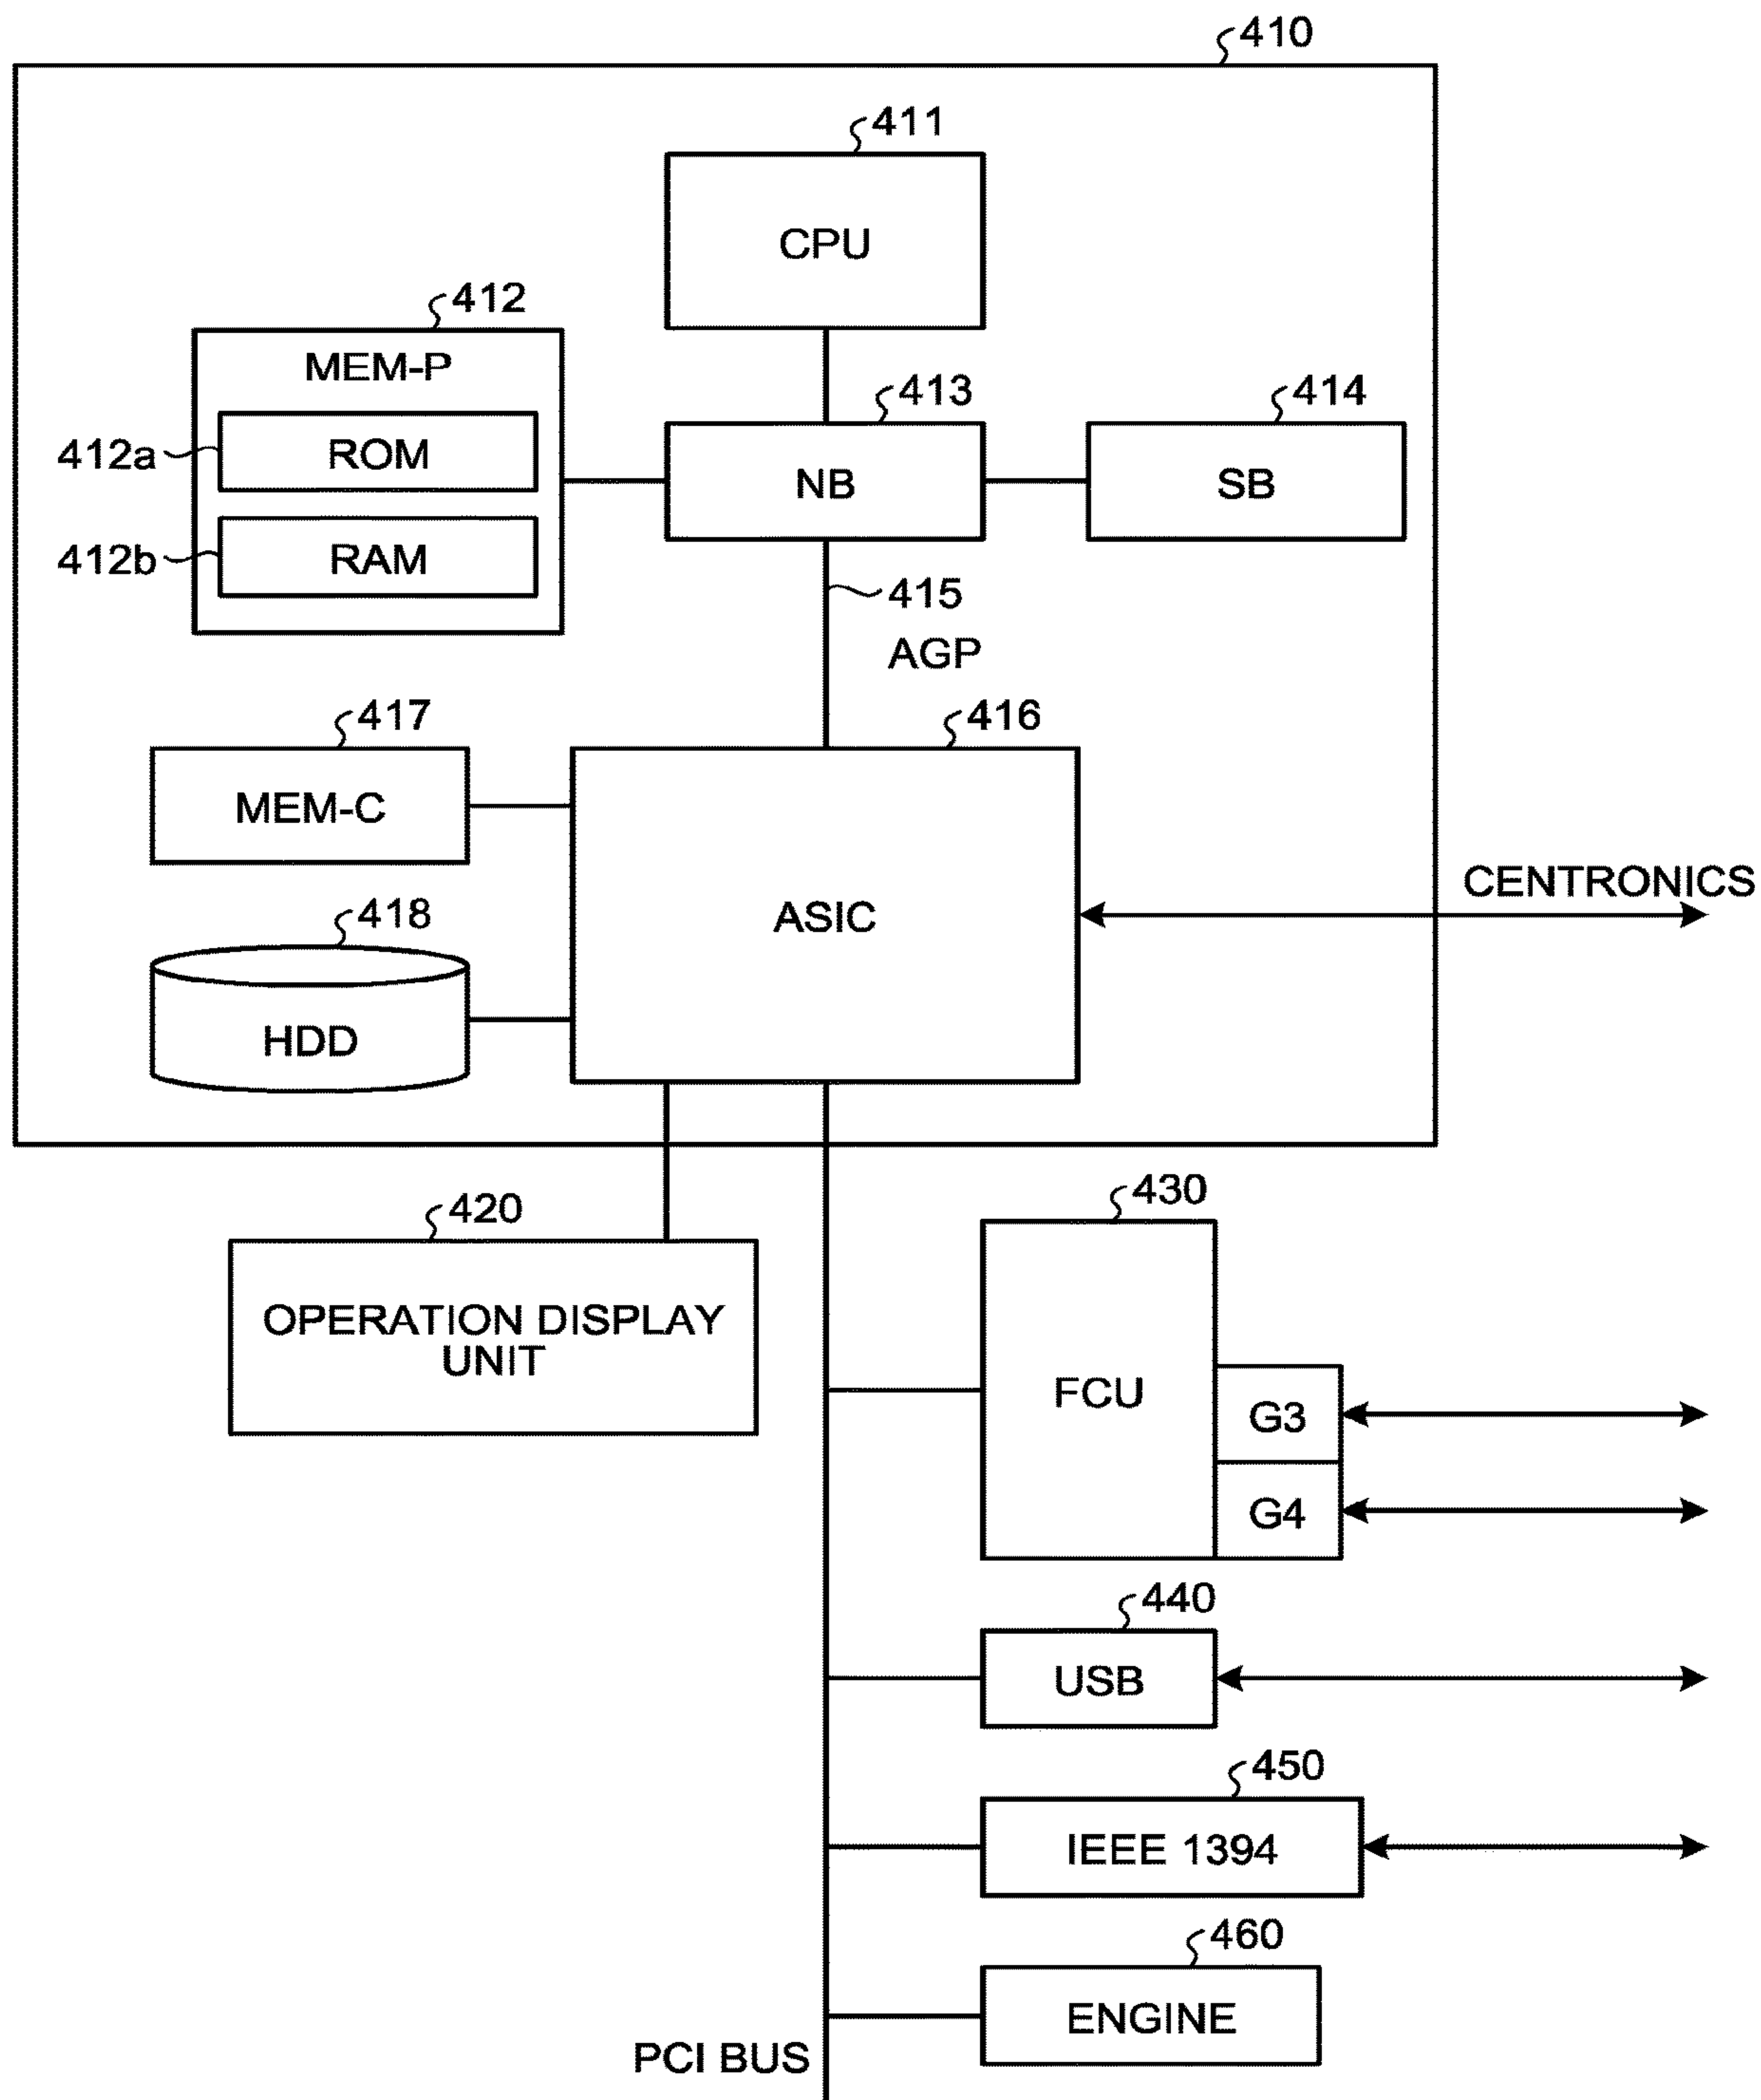 410
411
CPU
412
MEM-P
413
414
412a
ROM
NB
SB
412b
RAM
415
AGP
417
416
MEM-C
CENTRONICS
418
ASIC
HDD
430
420
OPERATION DISPLAY
UNIT
FCU
G3
G4
440
USB
450
IEEE 1394
460
ENGINE
PCI BUS